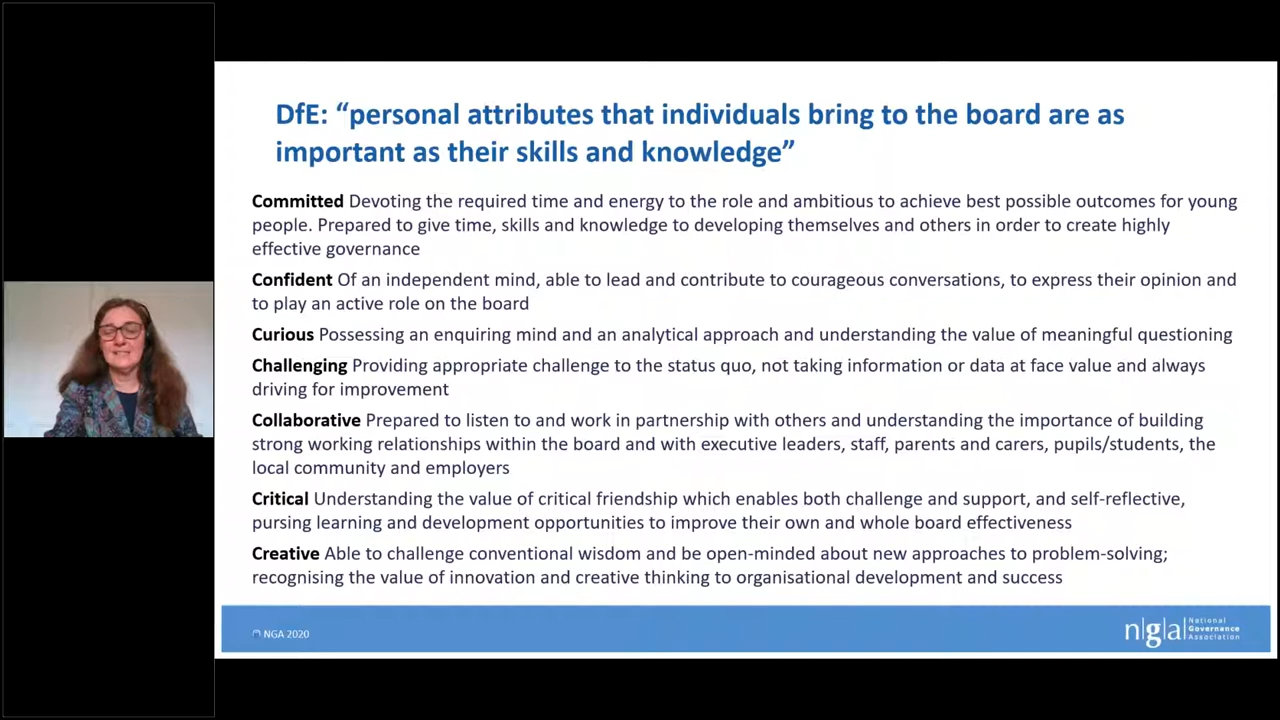 DfE: “personal attributes that individuals bring to the board are as
important as their skills and knowledge”
Committed Devoting the required time and energy to the role and ambitious to achieve best possible outcomes for young
people. Prepared to give time, skills and knowledge to developing themselves and others in order to create highly
effective governance
Confident Of an independent mind, able to lead and contribute to courageous conversations, to express their opinion and
to play an active role on the board
Curious Possessing an enquiring mind and an analytical approach and understanding the value of meaningful questioning
Challenging Providing appropriate challenge to the status quo, not taking information or data at face value and always
driving for improvement
Collaborative Prepared to listen to and work in partnership with others and understanding the importance of building
strong working relationships within the board and with executive leaders, staff, parents and carers, pupils/students, the
local community and employers
Critical Understanding the value of critical friendship which enables both challenge and support, and self-reflective,
pursing learning and development opportunities to improve their own and whole board effectiveness
Creative Able to challenge conventional wisdom and be open-minded about new approaches to problem-solving;
recognising the value of innovation and creative thinking to organisational development and success
© NGA 2020
n|g|a|
National
Governance
Association